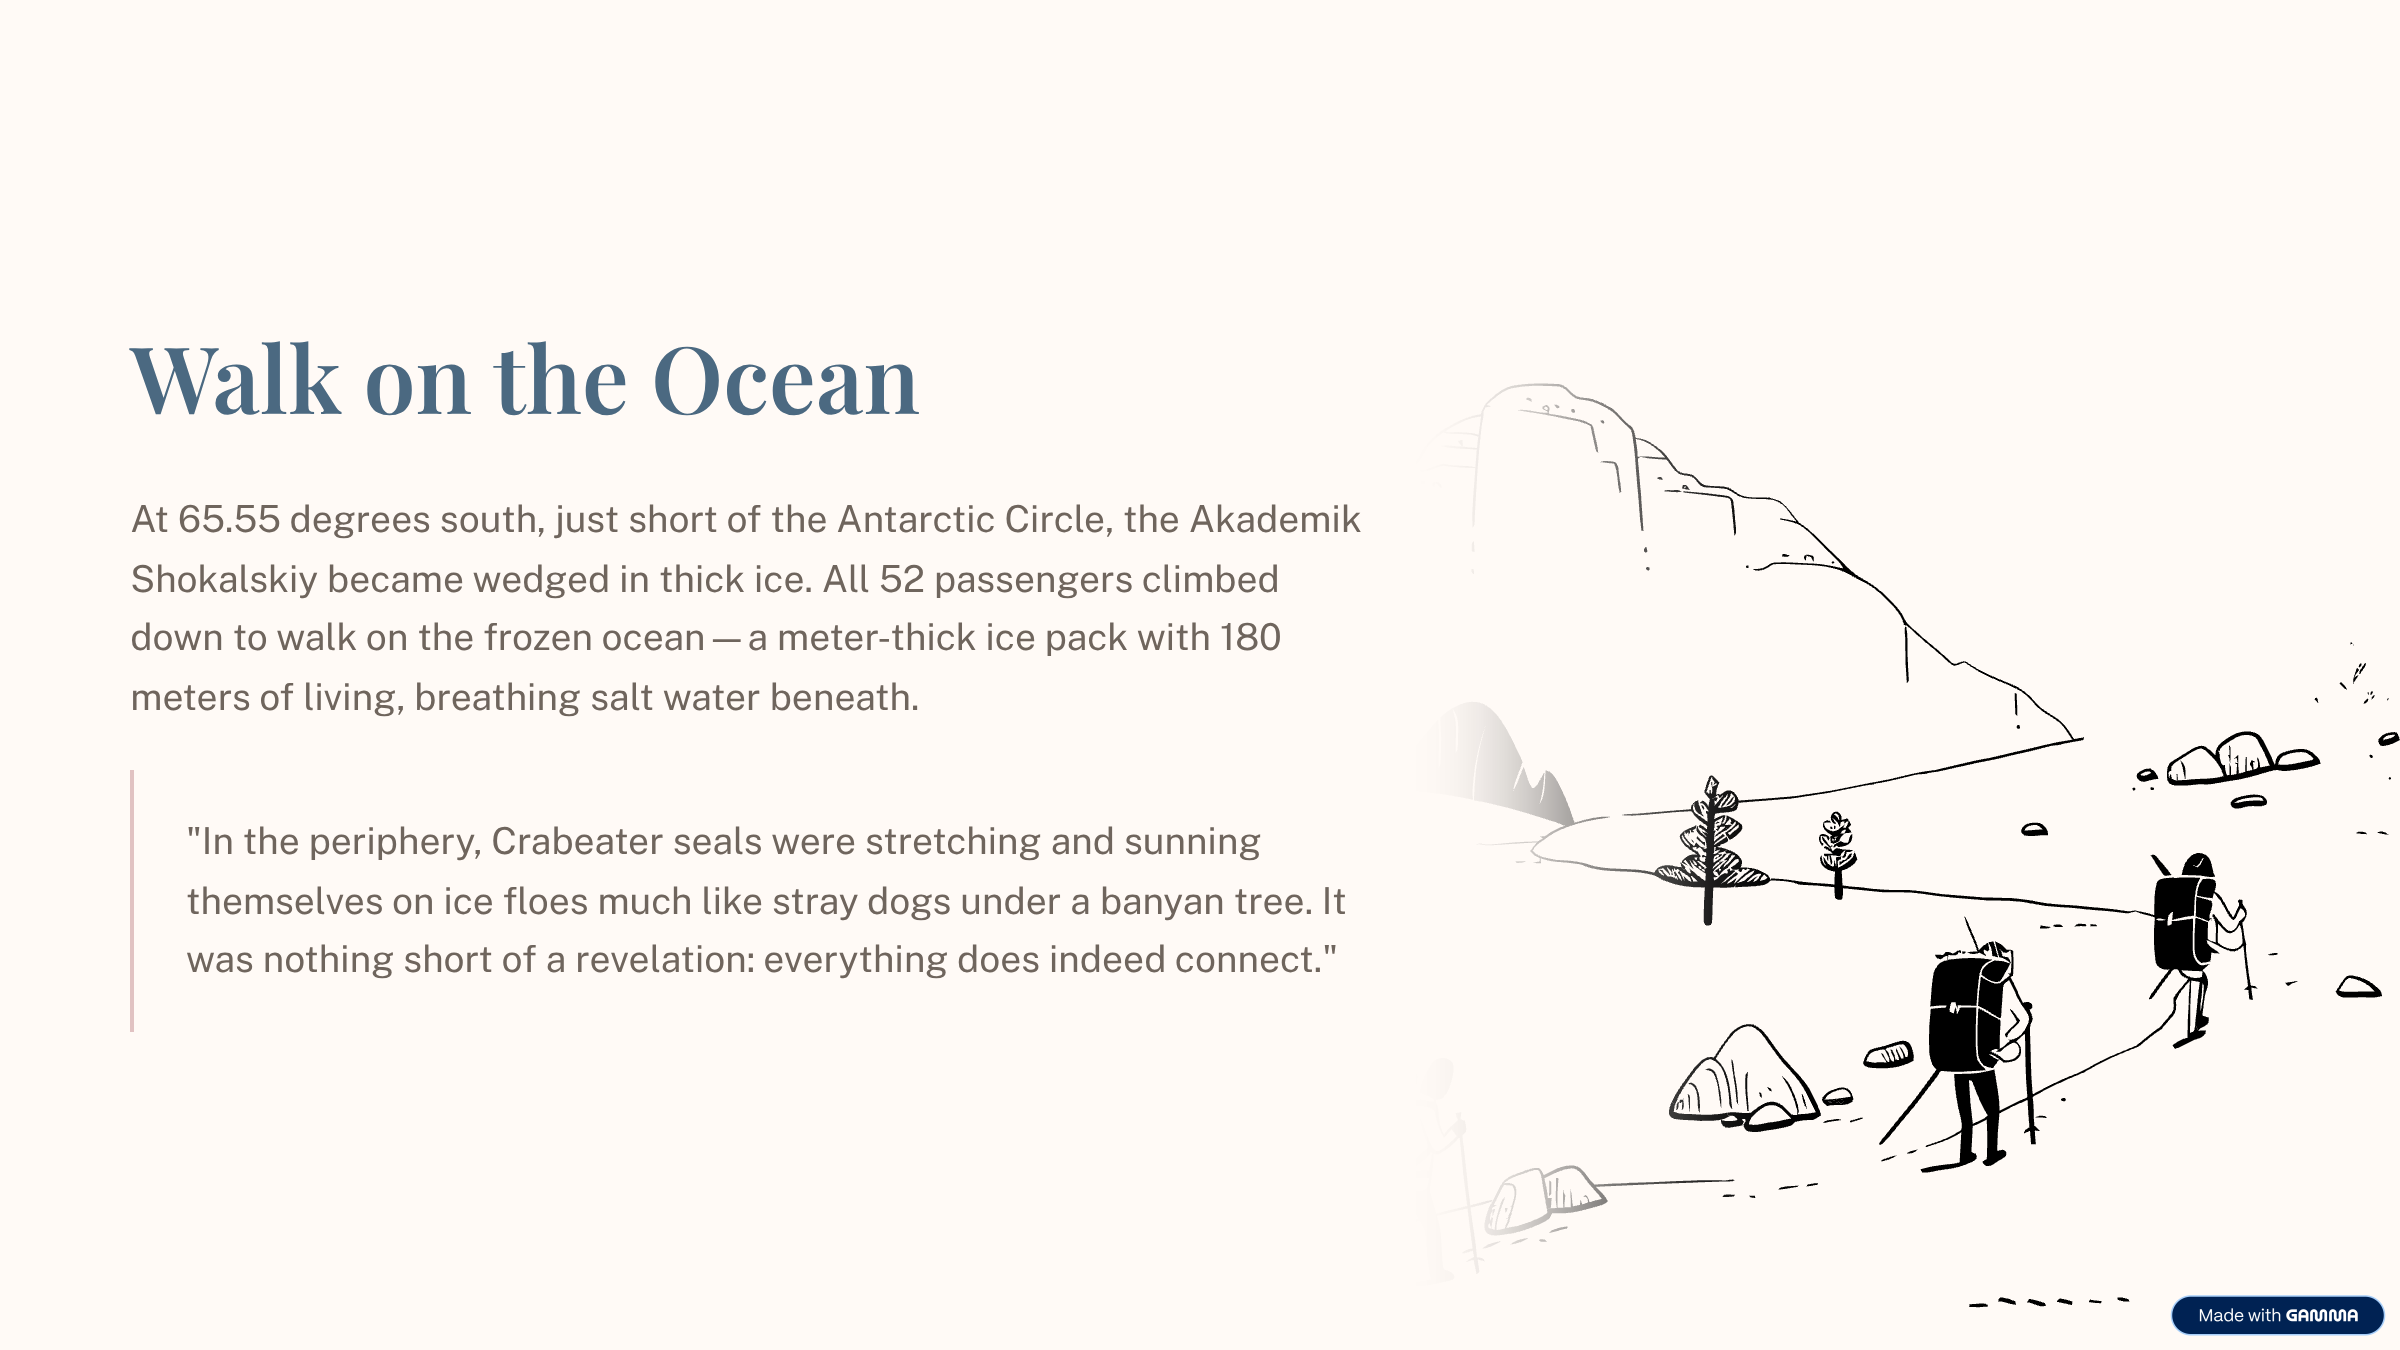 Walk on the Ocean
At 65.55 degrees south, just short of the Antarctic Circle, the Akademik
Shokalskiy became wedged in thick ice. All 52 passengers climbed
down to walk on the frozen ocean — a meter-thick ice pack with 180
meters of living, breathing salt water beneath.
"In the periphery, Crabeater seals were stretching and sunning
themselves on ice floes much like stray dogs under a banyan tree. It
was nothing short of a revelation: everything does indeed connect."
Made with GAMMA